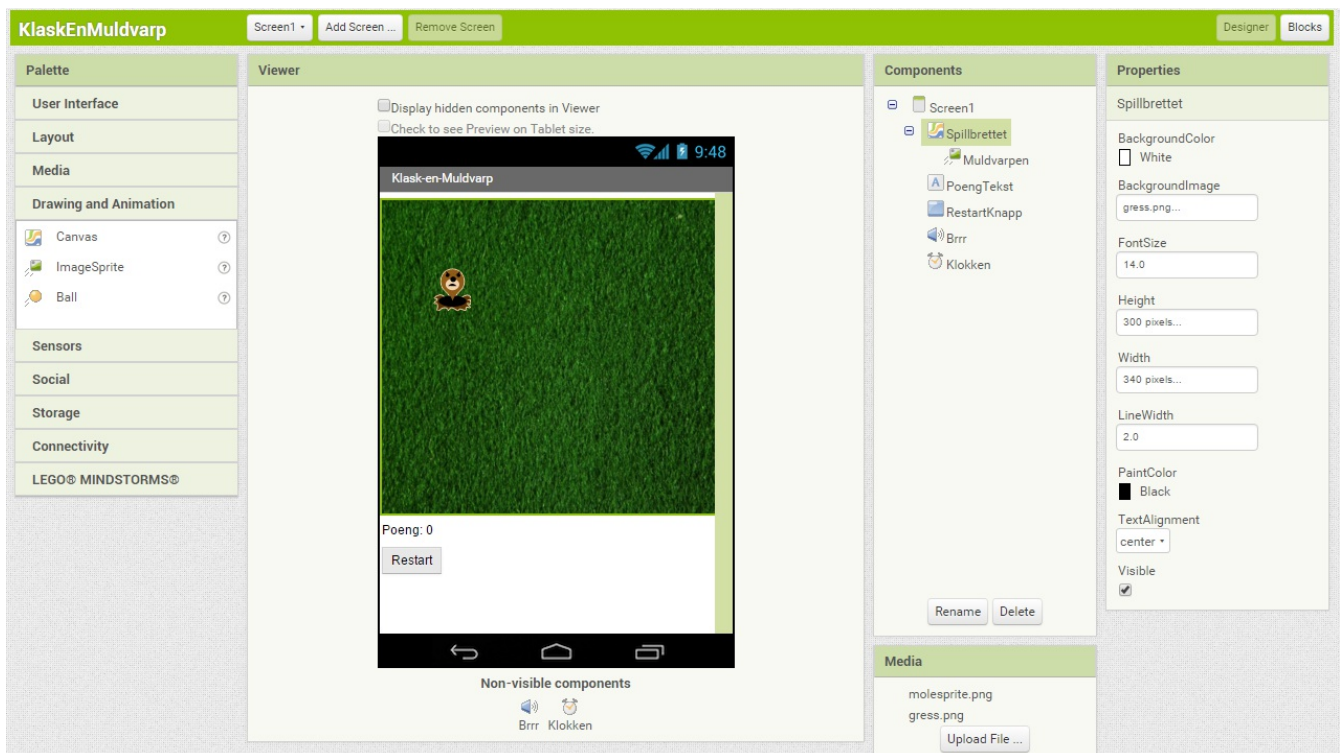 KlaskEnMuldvarp
Screen1
Add Screen ...
Remove Screen
Designer
Blocks
Palette
User Interface
Layout
Media
Drawing and Animation
Canvas
?
ImageSprite
?
Ball
?
Sensors
Social
Storage
Connectivity
LEGO® MINDSTORMS®
Viewer
Display hidden components in Viewer
Check to see Preview on Tablet size.
9:48
Klask-en-Muldvarp
Poeng: 0
Restart
Non-visible components
Brrr
Klokken
Components
Screen1
Spillbrettet
Muldvarpen
A PoengTekst
RestartKnapp
Brrr
Klokken
Rename
Delete
Media
molesprite.png
gress.png
Upload File ...
Properties
Spillbrettet
BackgroundColor
White
BackgroundImage
gress.png...
FontSize
14.0
Height
300 pixels...
Width
340 pixels...
LineWidth
2.0
PaintColor
Black
TextAlignment
center
Visible